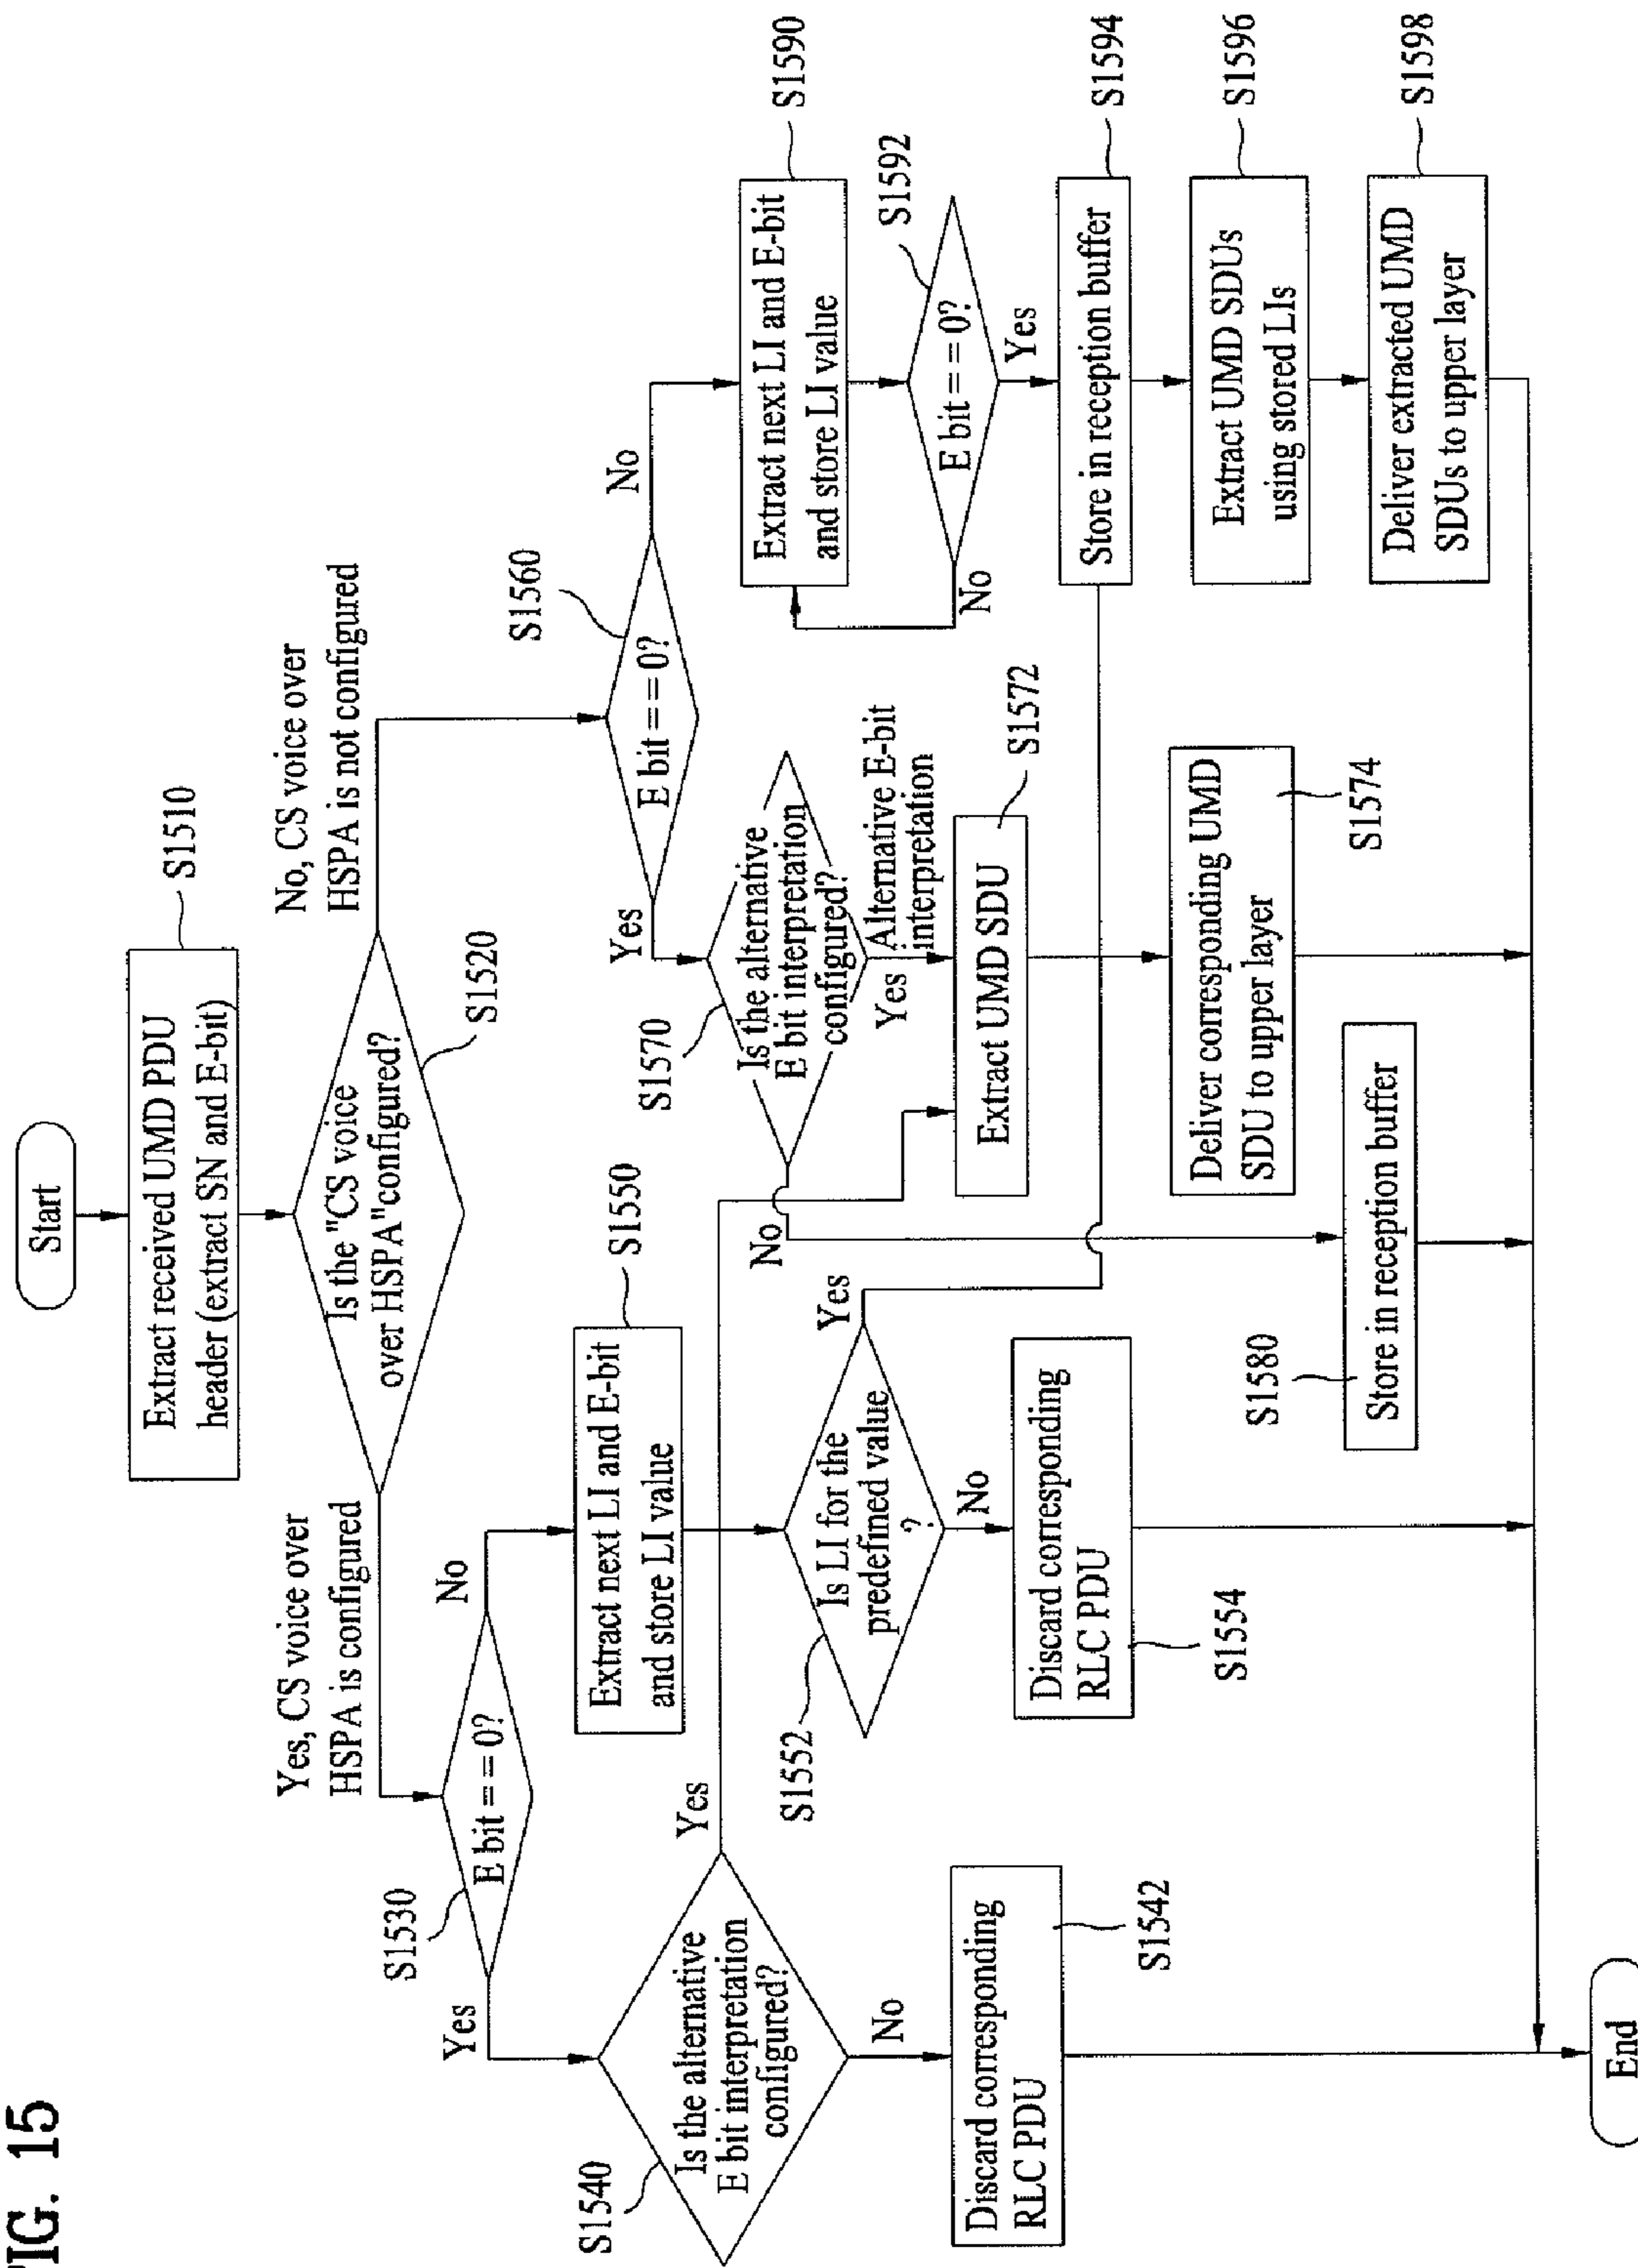 FIG. 15
Start
Extract received UMD PDU
header (extract SN and E-bit)
S1510
Is the "CS voice
over HSPA"configured?
S1520
Yes, CS voice over
HSPA is configured
No, CS voice over
HSPA is not configured
S1530
E bit==0?
Yes
No
S1560
E bit==0?
Yes
No
S1540
Is the alternative
E bit interpretation
configured?
Yes
No
S1550
Extract next LI and E-bit
and store LI value
S1570
Is the alternative
E bit interpretation
configured?
No
Yes
Alternative E-bit
interpretation
S1590
Extract next LI and E-bit
and store LI value
S1592
E bit==0?
No
Yes
S1552
Is LI for the
predefined value
?
Yes
No
Extract UMD SDU
S1572
Store in reception buffer
S1594
Discard corresponding
RLC PDU
S1542
Discard corresponding
RLC PDU
S1554
Deliver corresponding UMD
SDU to upper layer
S1574
Extract UMD SDUs
using stored LIs
S1596
S1580
Store in reception buffer
Deliver extracted UMD
SDUs to upper layer
S1598
End